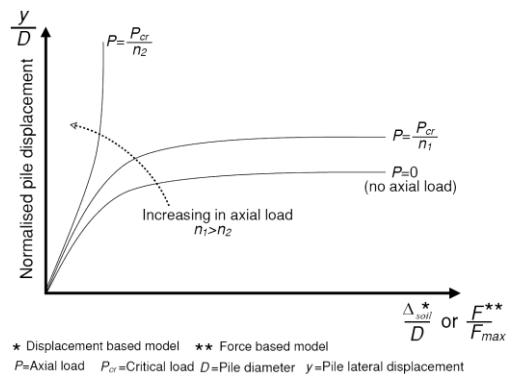 y/D
Normalised pile displacement
P=Pcr/n2
P=Pcr/n1
P=0
(no axial load)
Increasing in axial load
n1>n2
Δsoil*/D or F**/Fmax
* Displacement based model ** Force based model
P=Axial load Pcr=Critical load D=Pile diameter y=Pile lateral displacement